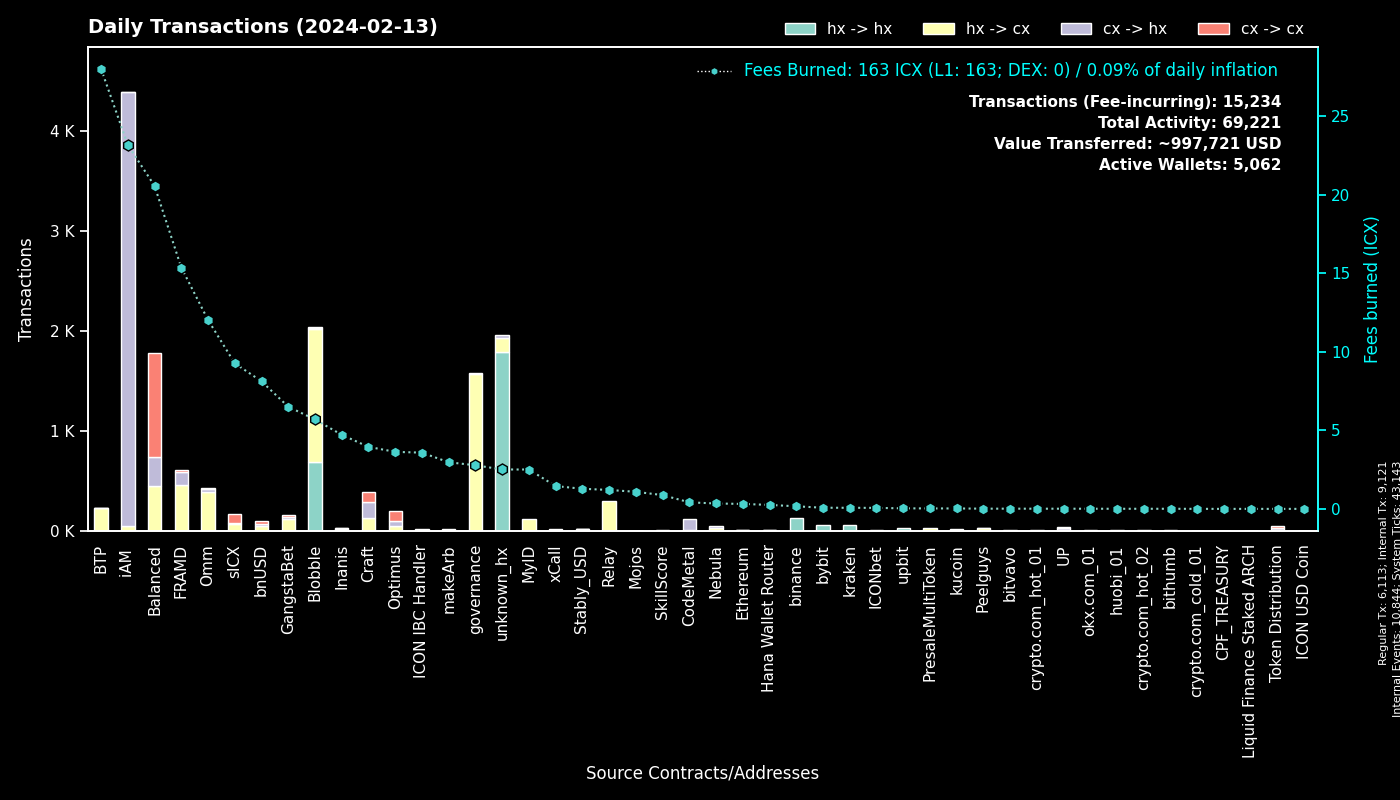 Daily Transactions (2024-02-13)
hx -> hx
hx -> cx
cx -> hx
cx -> cx
Fees Burned: 163 ICX (L1: 163; DEX: 0) / 0.09% of daily inflation
Transactions (Fee-incurring): 15,234
Total Activity: 69,221
Value Transferred: ~997,721 USD
Active Wallets: 5,062
Transactions
4 K
3 K
2 K
1 K
0 K
Fees burned (ICX)
25
20
15
10
5
0
BTP
iAM
Balanced
FRAMD
Omm
sICX
bnUSD
GangstaBet
Blobble
Inanis
Craft
Optimus
ICON IBC Handler
makeArb
governance
unknown_hx
MyID
xCall
Stably_USD
Relay
Mojos
SkillScore
CodeMetal
Nebula
Ethereum
Hana Wallet Router
binance
bybit
kraken
ICONbet
upbit
PresaleMultiToken
kucoin
Peelguys
bitvavo
crypto.com_hot_01
UP
okx.com_01
huobi_01
crypto.com_hot_02
bithumb
crypto.com_cold_01
CPF_TREASURY
Liquid Finance Staked ARCH
Token Distribution
ICON USD Coin
Source Contracts/Addresses
Regular Tx: 6,113; Internal Tx: 9,121
Internal Events: 10,844; System Ticks: 43,143